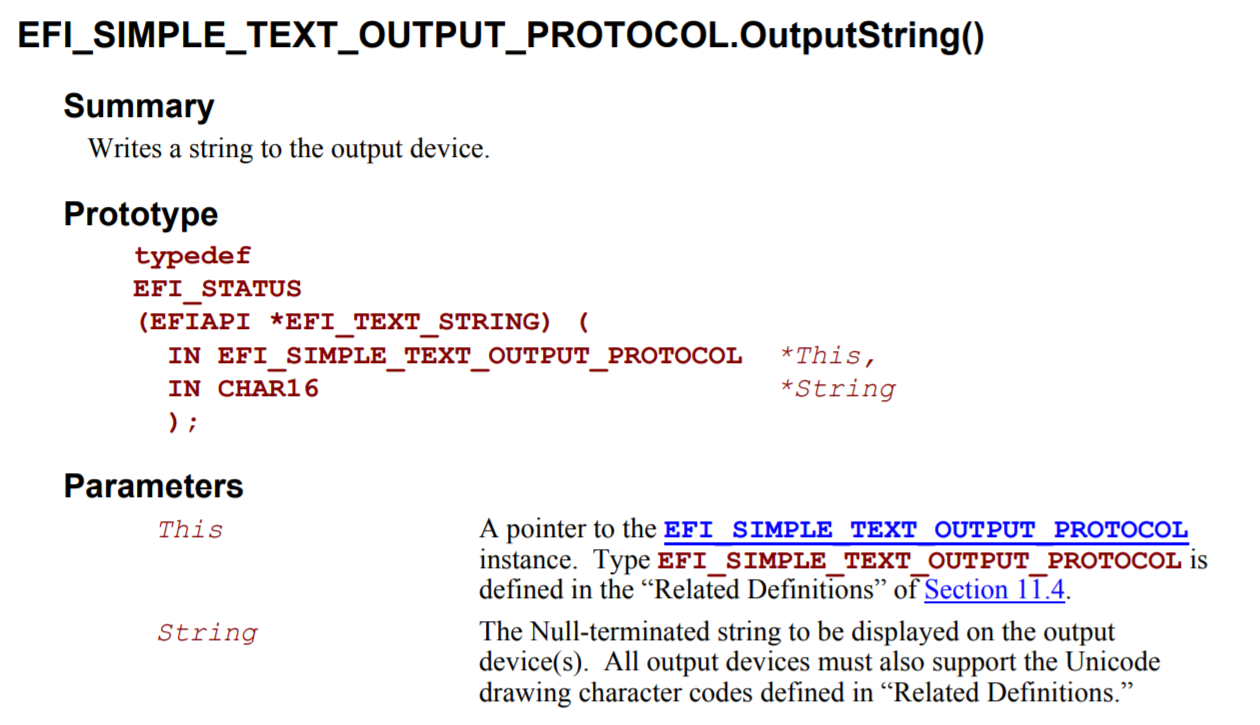 EFI_SIMPLE_TEXT_OUTPUT_PROTOCOL.OutputString()
Summary
Writes a string to the output device.
Prototype
typedef
EFI_STATUS
(EFIAPI *EFI_TEXT_STRING) (
IN EFI_SIMPLE_TEXT_OUTPUT_PROTOCOL *This,
IN CHAR16 *String
);
Parameters
This A pointer to the EFI_SIMPLE_TEXT_OUTPUT_PROTOCOL
instance. Type EFI_SIMPLE_TEXT_OUTPUT_PROTOCOL is
defined in the “Related Definitions” of Section 11.4.
String The Null-terminated string to be displayed on the output
device(s). All output devices must also support the Unicode
drawing character codes defined in “Related Definitions.”